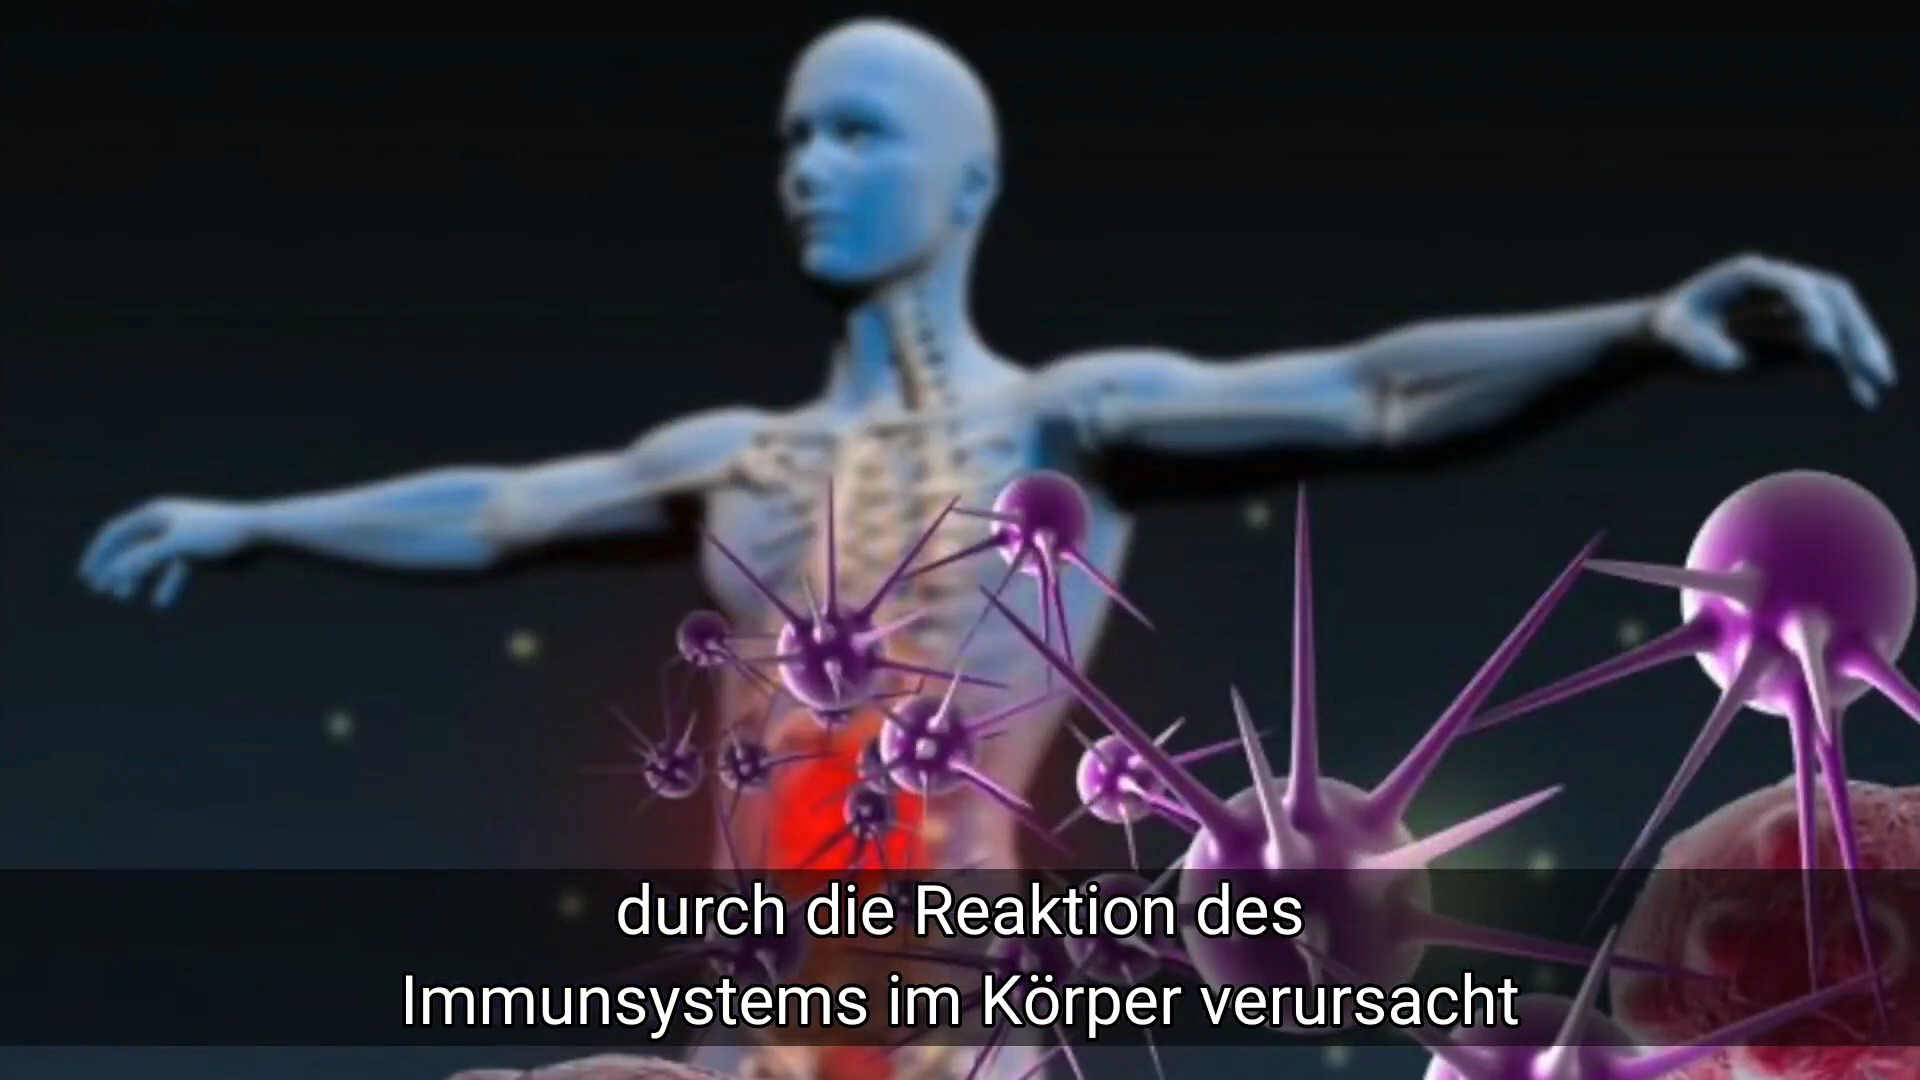 durch die Reaktion des
Immunsystems im Körper verursacht